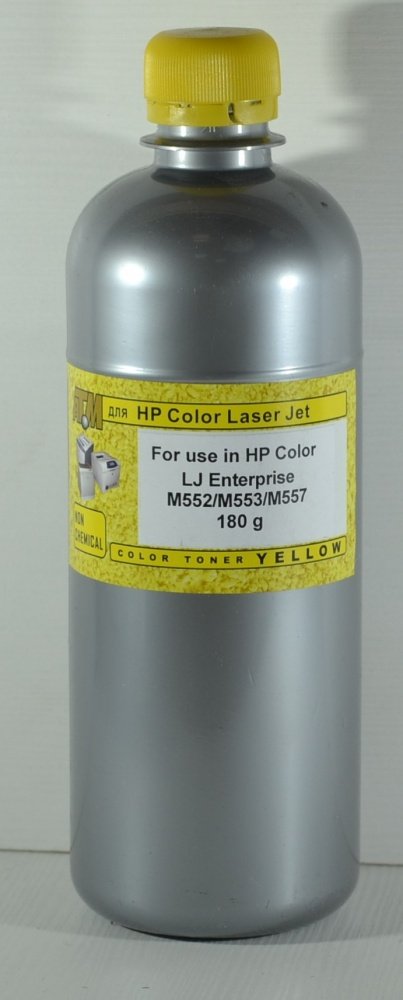 ATM
для HP Color Laser Jet
For use in HP Color
LJ Enterprise
M552/M553/M557
180 g
NON
CHEMICAL
COLOR TONER YELLOW